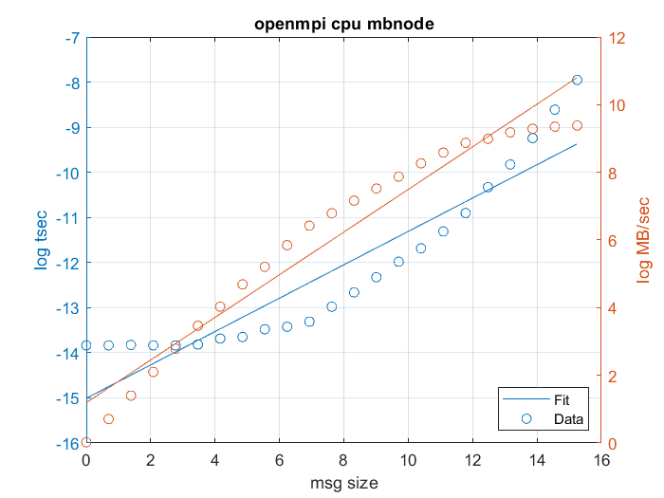 openmpi cpu mbnode
-7
-8
-9
-10
-11
-12
-13
-14
-15
-16
log tsec
12
10
8
6
4
2
0
log MB/sec
Fit
Data
0 2 4 6 8 10 12 14 16
msg size